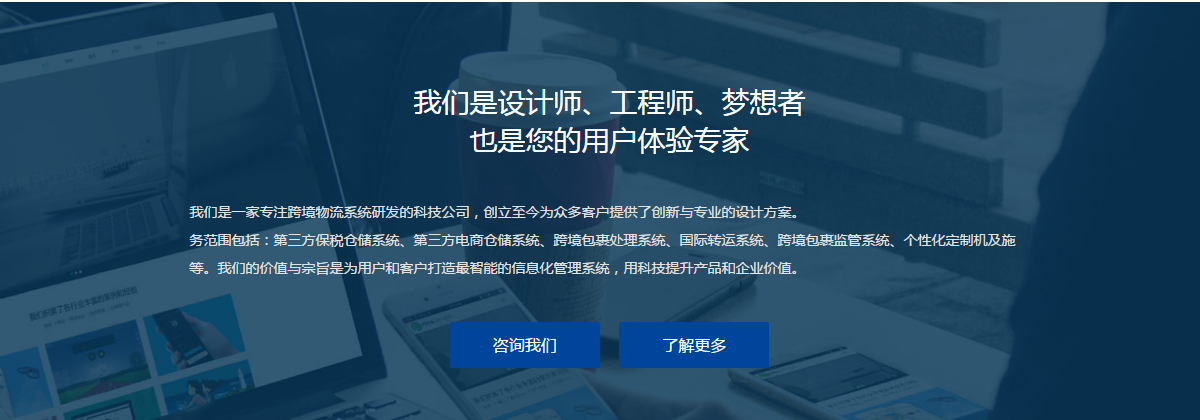 我们是设计师、工程师、梦想者
也是您的用户体验专家
我们是一家专注跨境物流系统研发的科技公司，创立至今为众多客户提供了创新与专业的设计方案。
务范围包括：第三方保税仓储系统、第三方电商仓储系统、跨境包裹处理系统、国际转运系统、跨境包裹监管系统、个性化定制机及施
等。我们的价值与宗旨是为用户和客户打造最智能的信息化管理系统，用科技提升产品和企业价值。
咨询我们
了解更多